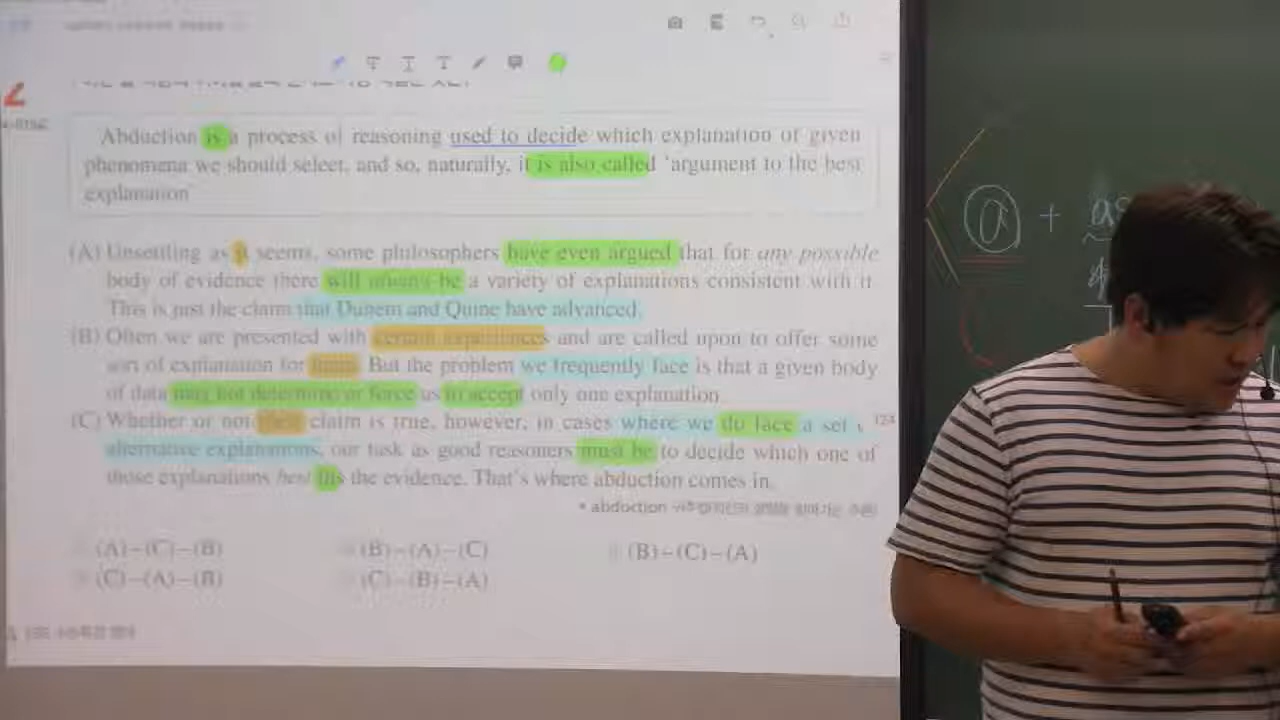 Abduction is a process of reasoning used to decide which explanation of given
phenomena we should select, and so, naturally, it is also called 'argument to the best
explanation'
(A) Unsettling as it seems, some philosophers have even argued that for any possible
body of evidence there will always be a variety of explanations consistent with it.
This is just the claim that Duhem and Quine have advanced.
(B) Often we are presented with certain experiences and are called upon to offer some
sort of explanation for them. But the problem we frequently face is that a given body
of data may not determine or force us to accept only one explanation
(C) Whether or not their claim is true, however, in cases where we do face a set
alternative explanations, our task as good reasoners must be to decide which one of
those explanations best fits the evidence. That's where abduction comes in.
* abduction
(A)-(C)-(B) (B)-(A)-(C) (B)-(C)-(A)
(C)-(A)-(B) (C)-(B)-(A)
a +